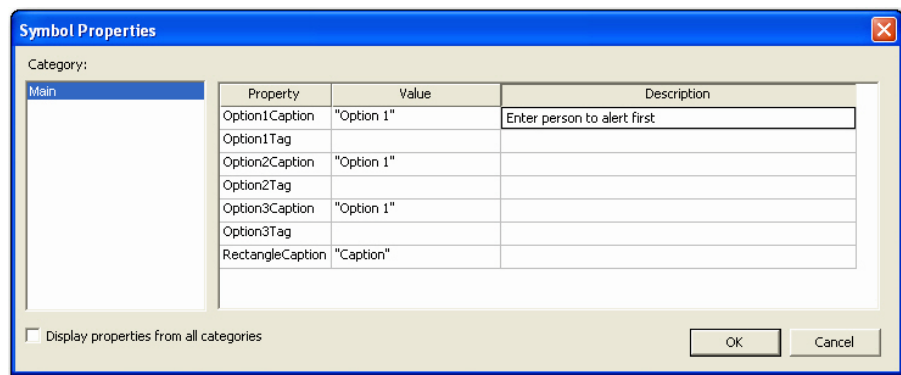 Symbol Properties
Category:
Main
Property Value Description
Option1Caption "Option 1" Enter person to alert first
Option1Tag
Option2Caption "Option 1"
Option2Tag
Option3Caption "Option 1"
Option3Tag
RectangleCaption "Caption"
Display properties from all categories
OK Cancel